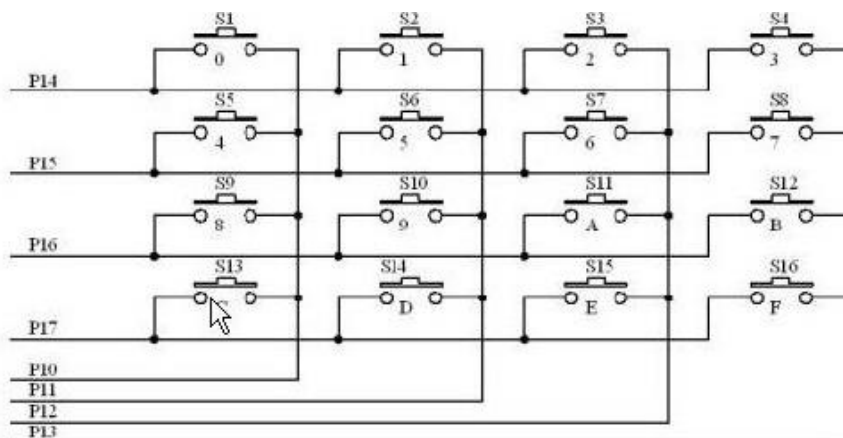 S1 S2 S3 S4
0 1 2 3
P14
S5 S6 S7 S8
4 5 6 7
P15
S9 S10 S11 S12
8 9 A B
P16
S13 S14 S15 S16
D E F
P17
P10
P11
P12
P13